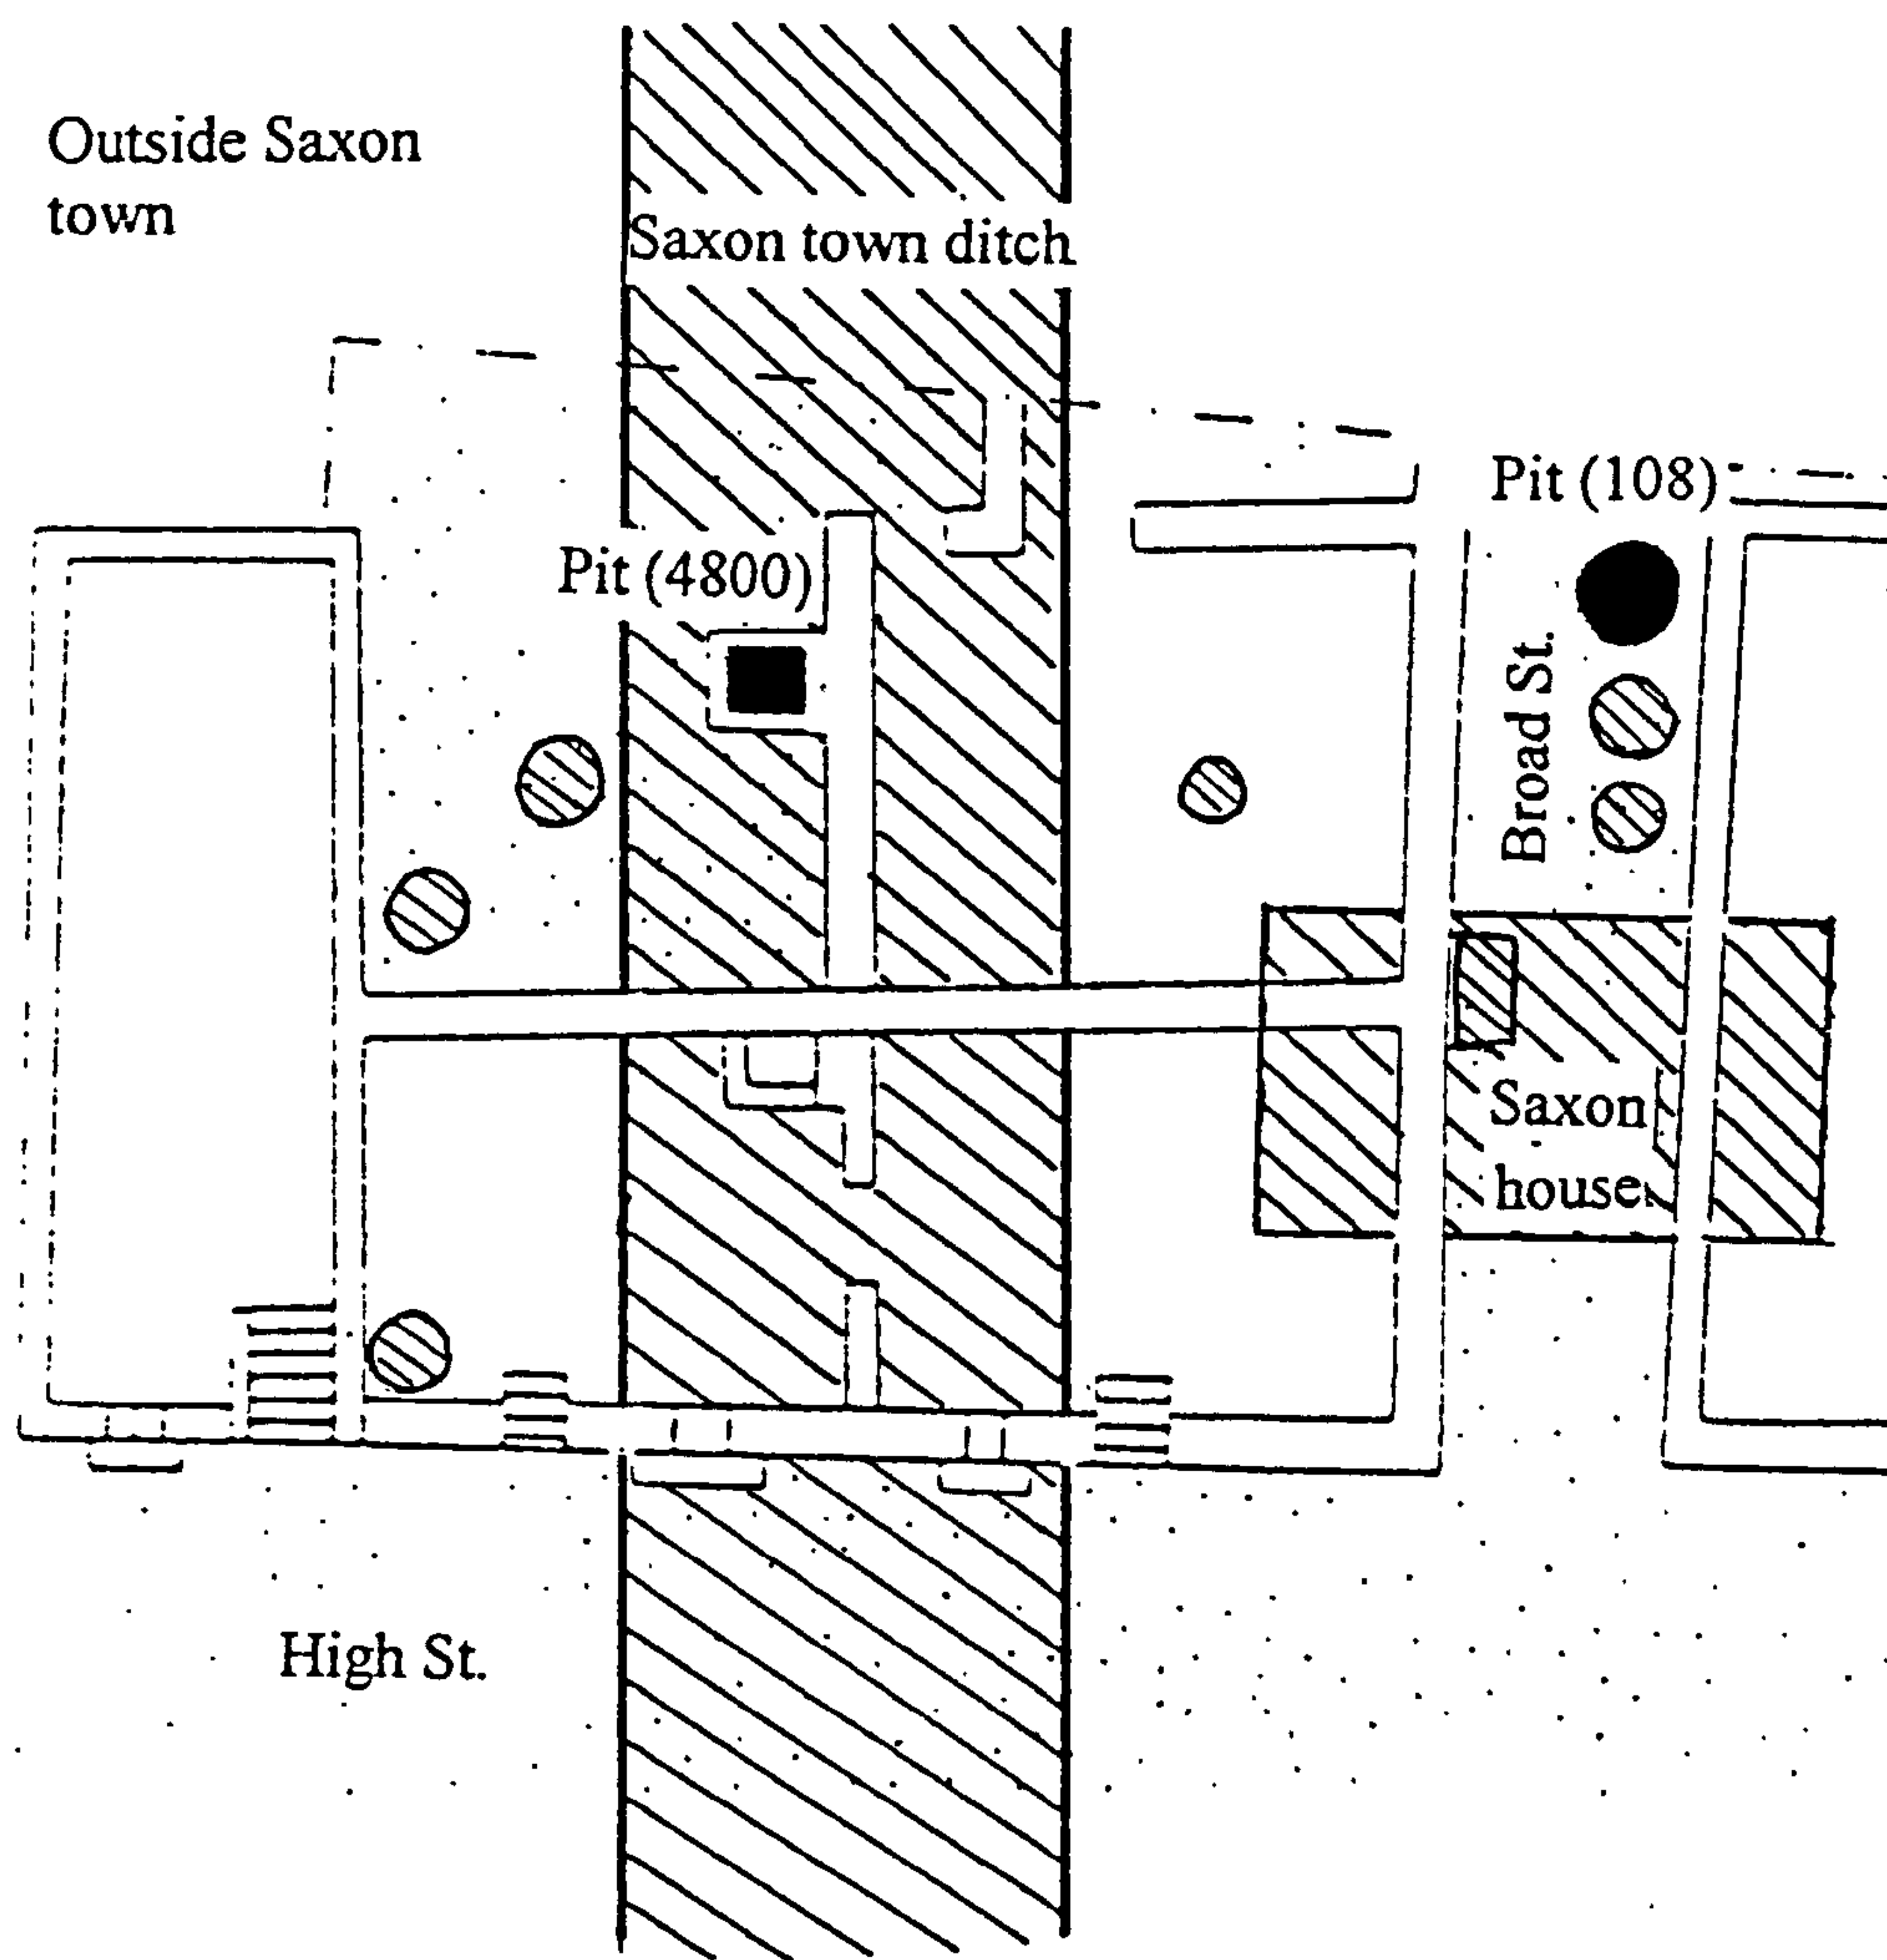 Outside Saxon
town
Saxon town ditch
Pit (108)
Pit (4800)
Broad St.
Saxon
house
High St.